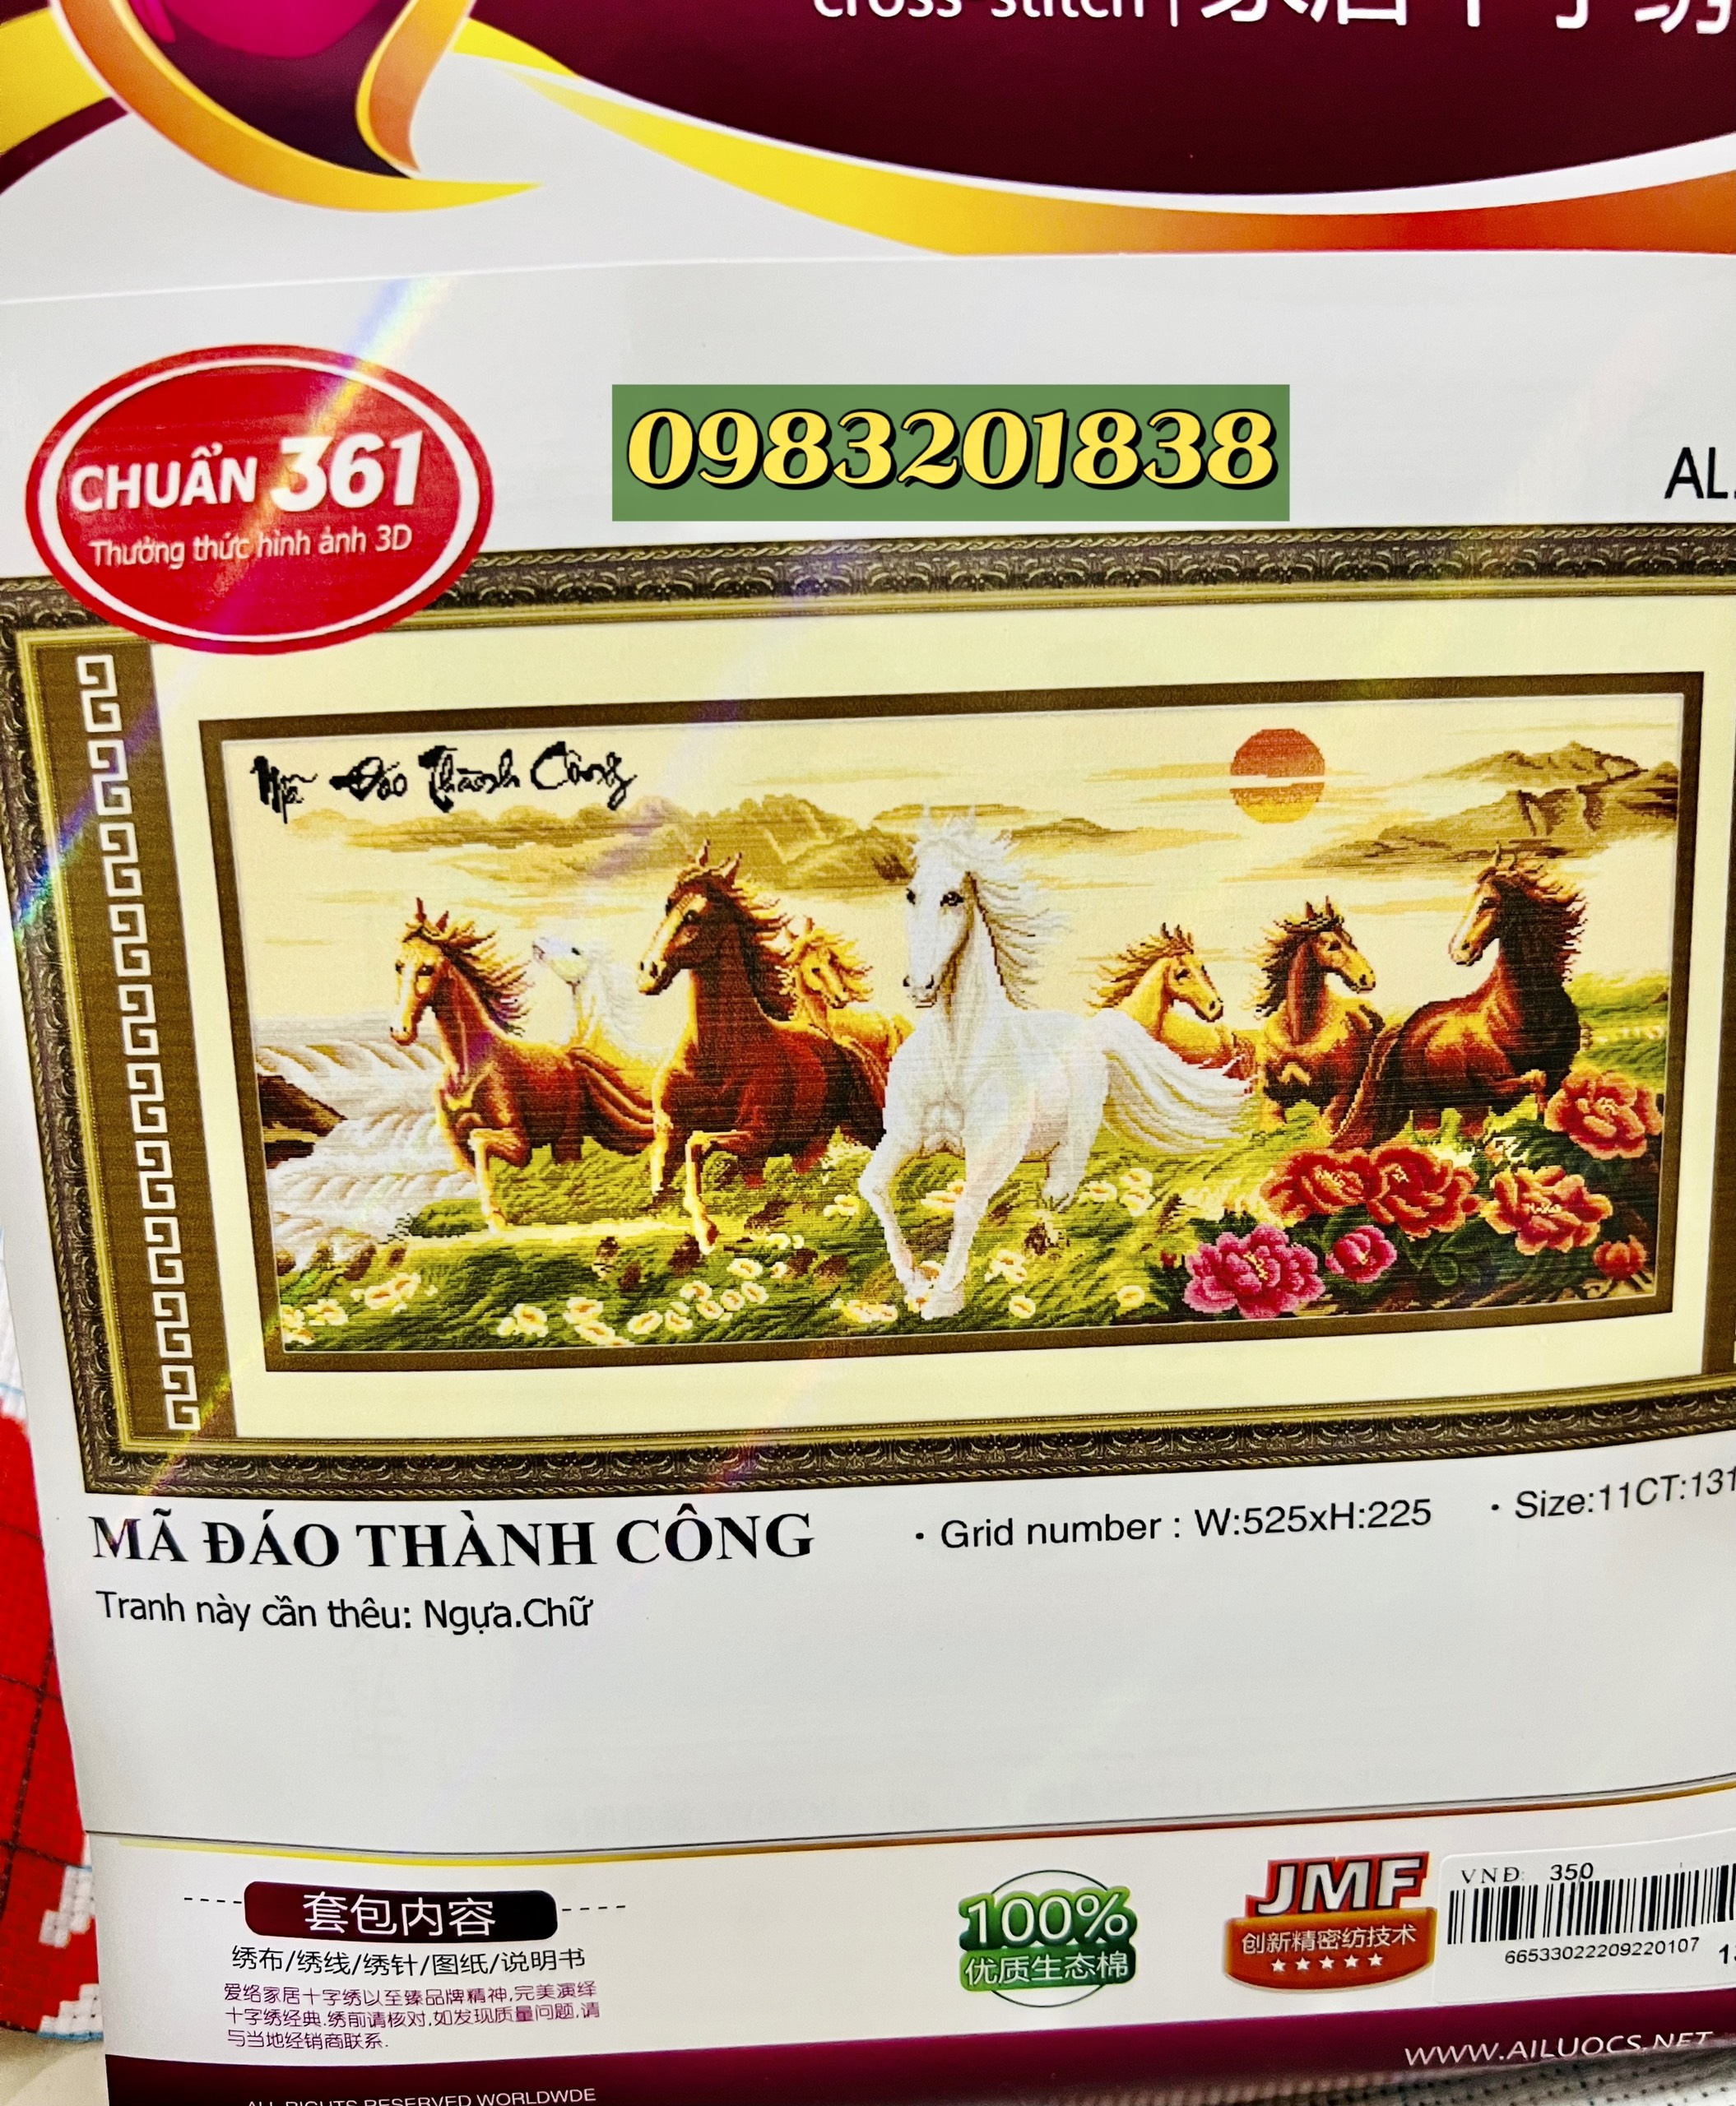 cross-stitch | 家居十字绣
CHUẨN 361
Thưởng thức hình ảnh 3D
0983201838
AL.
Mã Đáo Thành Công
MÃ ĐÁO THÀNH CÔNG
· Grid number : W:525xH:225
· Size:11CT:131
Tranh này cần thêu: Ngựa.Chữ
套包内容
绣布/绣线/绣针/图纸/说明书
爱络家居十字绣以至臻品牌精神,完美演绎
十字绣经典.绣前请核对,如发现质量问题,请
与当地经销商联系.
100%
优质生态棉
JMF
创新精密纺技术
VNĐ: 350
66533022209220107
WWW.AILUOCS.NET
ALL RIGHTS RESERVED WORLDWDE